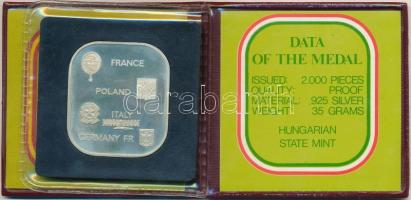 FRANCE
POLAND
ITALY
GERMANY FR
DATA
OF THE MEDAL
ISSUED: 2.000 PIECES
QUALITY: PROOF
MATERIAL: .925 SILVER
WEIGHT: 35 GRAMS
HUNGARIAN
STATE MINT